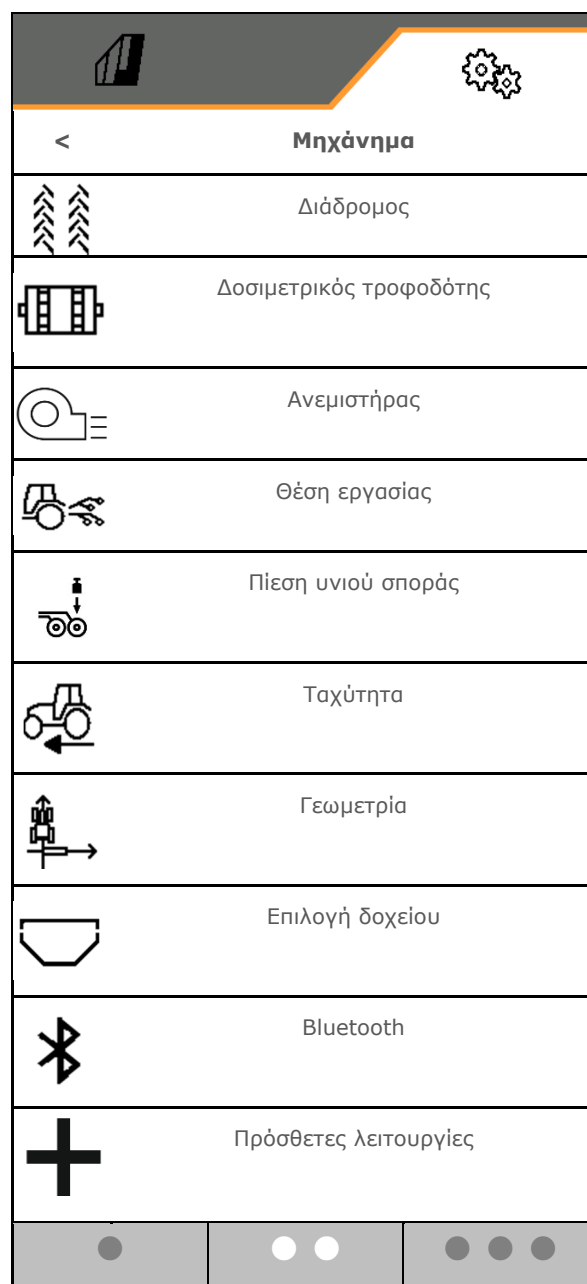 < Μηχάνημα
Διάδρομος
Δοσιμετρικός τροφοδότης
Ανεμιστήρας
Θέση εργασίας
Πίεση υνιού σποράς
Ταχύτητα
Γεωμετρία
Επιλογή δοχείου
Bluetooth
Πρόσθετες λειτουργίες